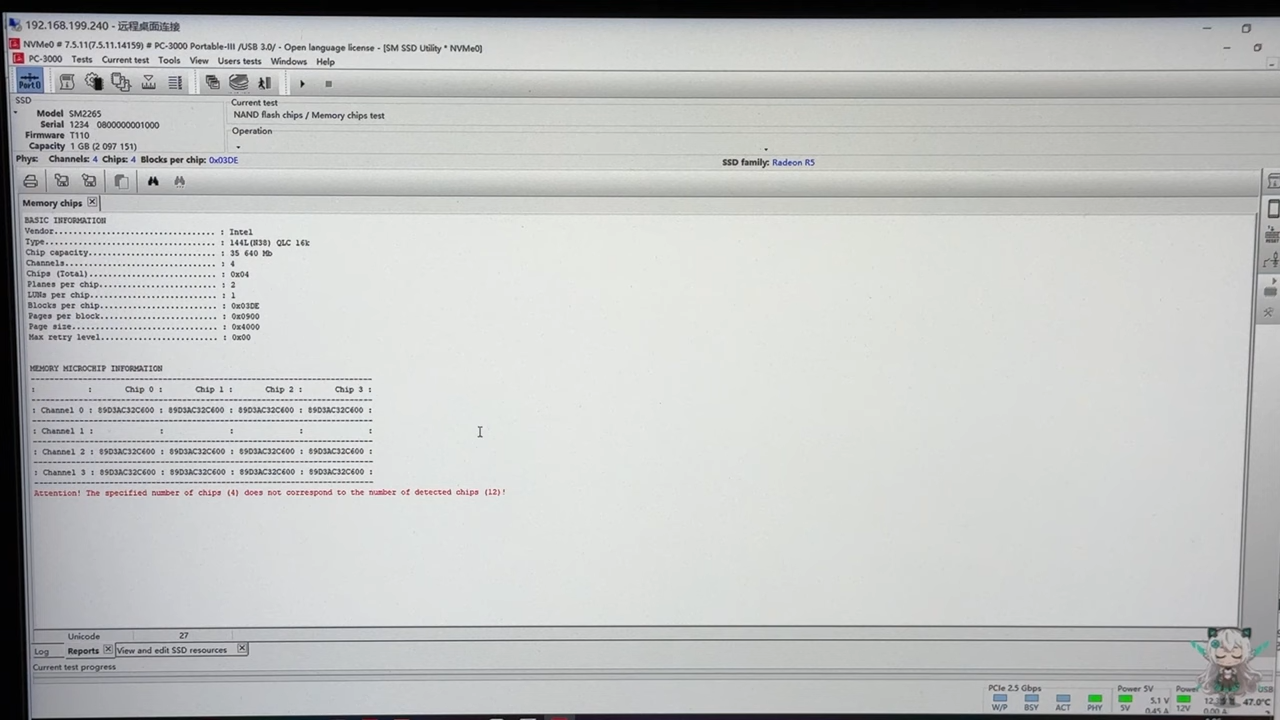 192.168.199.240 - 远程桌面连接
NVMe0 # 7.5.11(7.5.11.14159) # PC-3000 Portable-III /USB 3.0/ - Open language license - [SM SSD Utility * NVMe0]
PC-3000 Tests Current test Tools View Users tests Windows Help
Port0
SSD
Model SM2265
Serial 1234 0800000001000
Firmware T110
Capacity 1 GB (2 097 151)
Current test
NAND flash chips / Memory chips test
Operation
Phys: Channels: 4 Chips: 4 Blocks per chip: 0x03DE
SSD family: Radeon R5
Memory chips
BASIC INFORMATION
Vendor................................... : Intel
Type..................................... : 144L(N38) QLC 16k
Chip capacity............................ : 35 640 Mb
Channels................................. : 4
Chips (Total)............................ : 0x04
Planes per chip.......................... : 2
LUNs per chip............................ : 1
Blocks per chip.......................... : 0x03DE
Pages per block.......................... : 0x0900
Page size................................ : 0x4000
Max retry level.......................... : 0x00
MEMORY MICROCHIP INFORMATION
: : Chip 0 : Chip 1 : Chip 2 : Chip 3 :
: Channel 0 : 89D3AC32C600 : 89D3AC32C600 : 89D3AC32C600 : 89D3AC32C600 :
: Channel 1 : : : : :
: Channel 2 : 89D3AC32C600 : 89D3AC32C600 : 89D3AC32C600 : 89D3AC32C600 :
: Channel 3 : 89D3AC32C600 : 89D3AC32C600 : 89D3AC32C600 : 89D3AC32C600 :
Attention! The specified number of chips (4) does not correspond to the number of detected chips (12)!
Unicode 27
Log Reports View and edit SSD resources
Current test progress
PCIe 2.5 Gbps
W/P BSY ACT PHY
Power 5V
5V 5.1 V
0.45 A
12V
0.00 A
USB
47.0°C
RESET